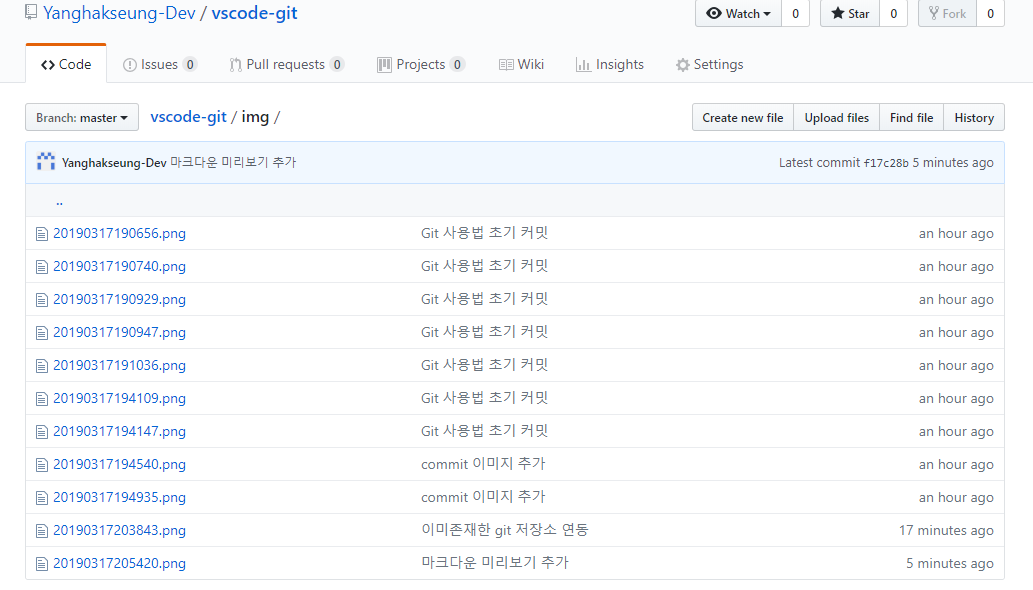 Yanghakseung-Dev / vscode-git
Watch 0 Star 0 Fork 0
Code Issues 0 Pull requests 0 Projects 0 Wiki Insights Settings
Branch: master vscode-git / img / Create new file Upload files Find file History
Yanghakseung-Dev 마크다운 미리보기 추가 Latest commit f17c28b 5 minutes ago
..
20190317190656.png Git 사용법 초기 커밋 an hour ago
20190317190740.png Git 사용법 초기 커밋 an hour ago
20190317190929.png Git 사용법 초기 커밋 an hour ago
20190317190947.png Git 사용법 초기 커밋 an hour ago
20190317191036.png Git 사용법 초기 커밋 an hour ago
20190317194109.png Git 사용법 초기 커밋 an hour ago
20190317194147.png Git 사용법 초기 커밋 an hour ago
20190317194540.png commit 이미지 추가 an hour ago
20190317194935.png commit 이미지 추가 an hour ago
20190317203843.png 이미존재한 git 저장소 연동 17 minutes ago
20190317205420.png 마크다운 미리보기 추가 5 minutes ago